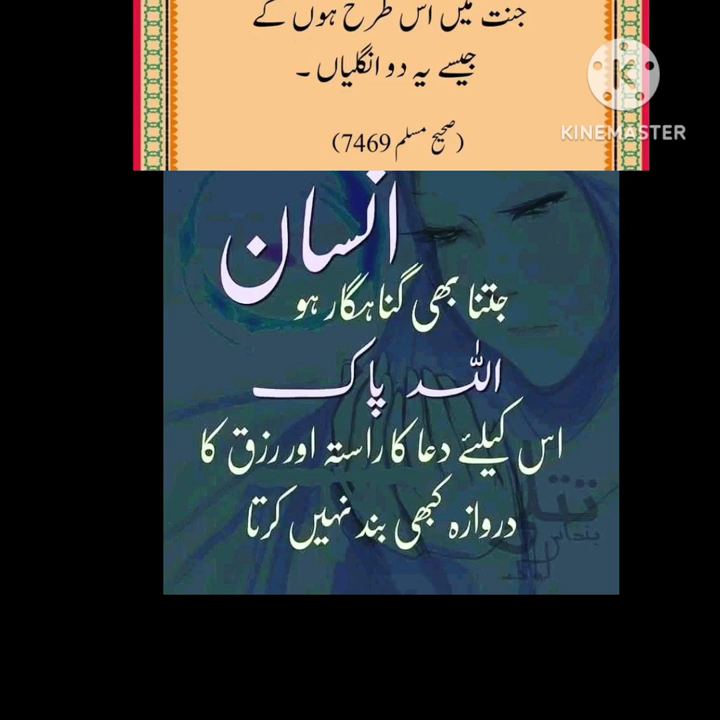 جنت میں اس طرح ہوں گے
جیسے یہ دو انگلیاں ۔
(صحیح مسلم 7469)
KINEMASTER
انسان
جتنا بھی گناہگار ہو
اللہ پاک
اس کیلئے دعا کا راستہ اور رزق کا
دروازہ کبھی بند نہیں کرتا